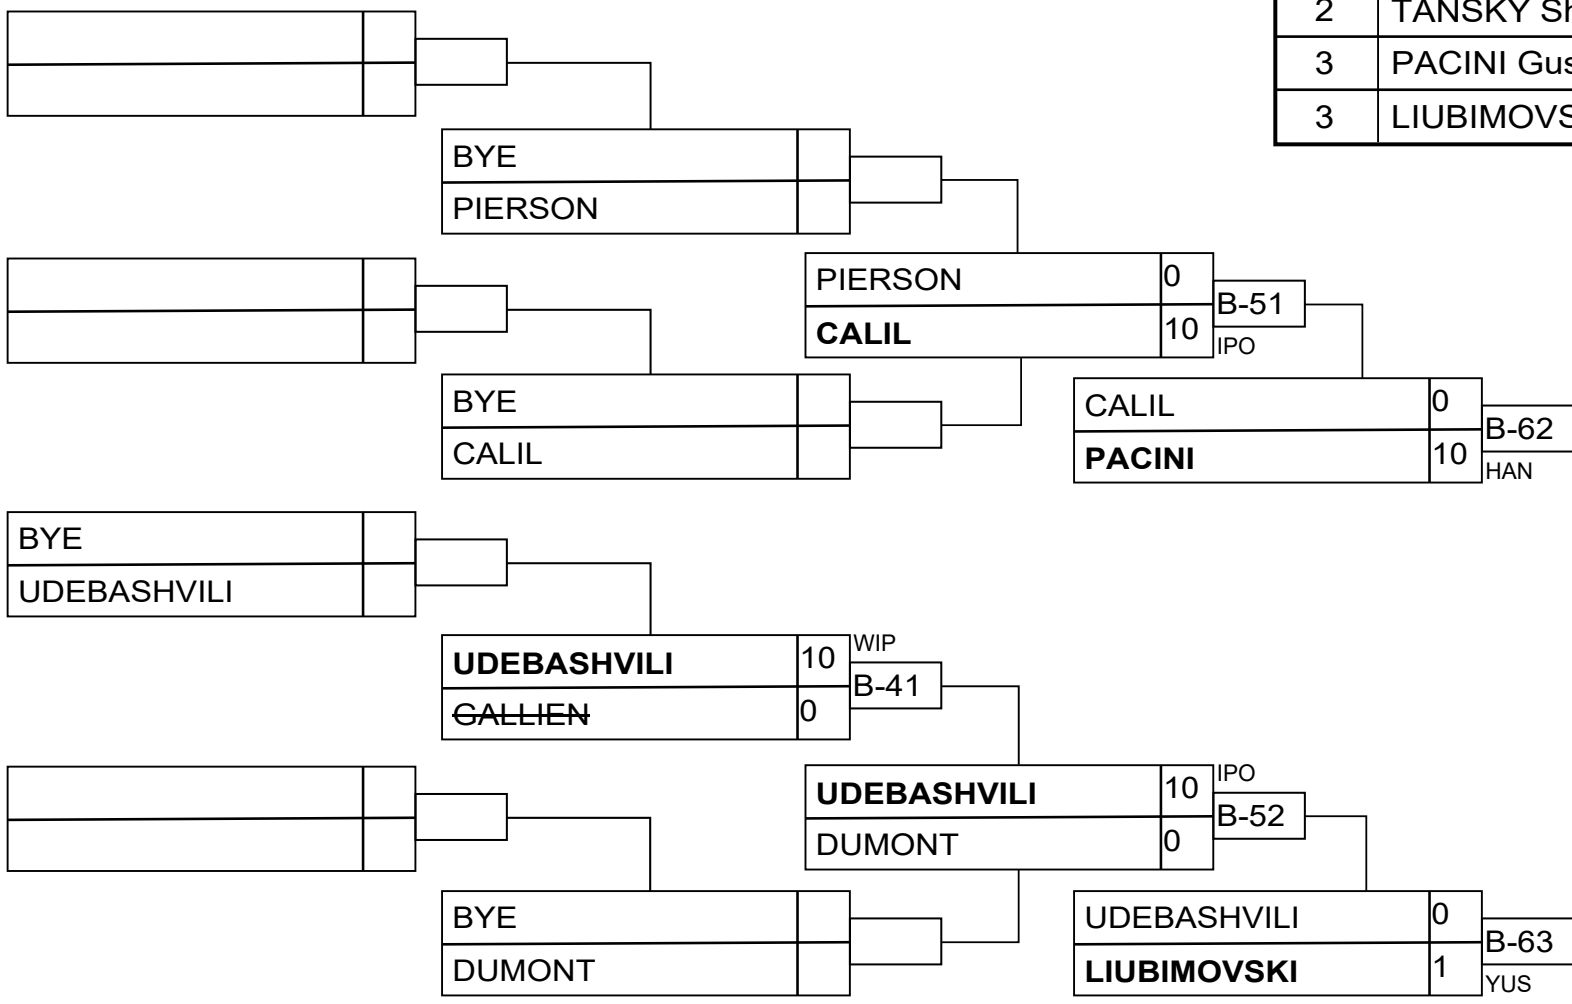 2 TANSKY
3 PACINI
3
BYE
PIERSON
PIERSON 0
B-51
CALIL 10
IPO
BYE
CALIL
CALIL 0
B-62
PACINI 10
HAN
BYE
UDEBASHVILI
WIP
UDEBASHVILI 10
B-41
GALLIEN 0
IPO
UDEBASHVILI 10
B-52
DUMONT 0
BYE
DUMONT
UDEBASHVILI 0
B-63
LIUBIMOVSKI 1
YUS